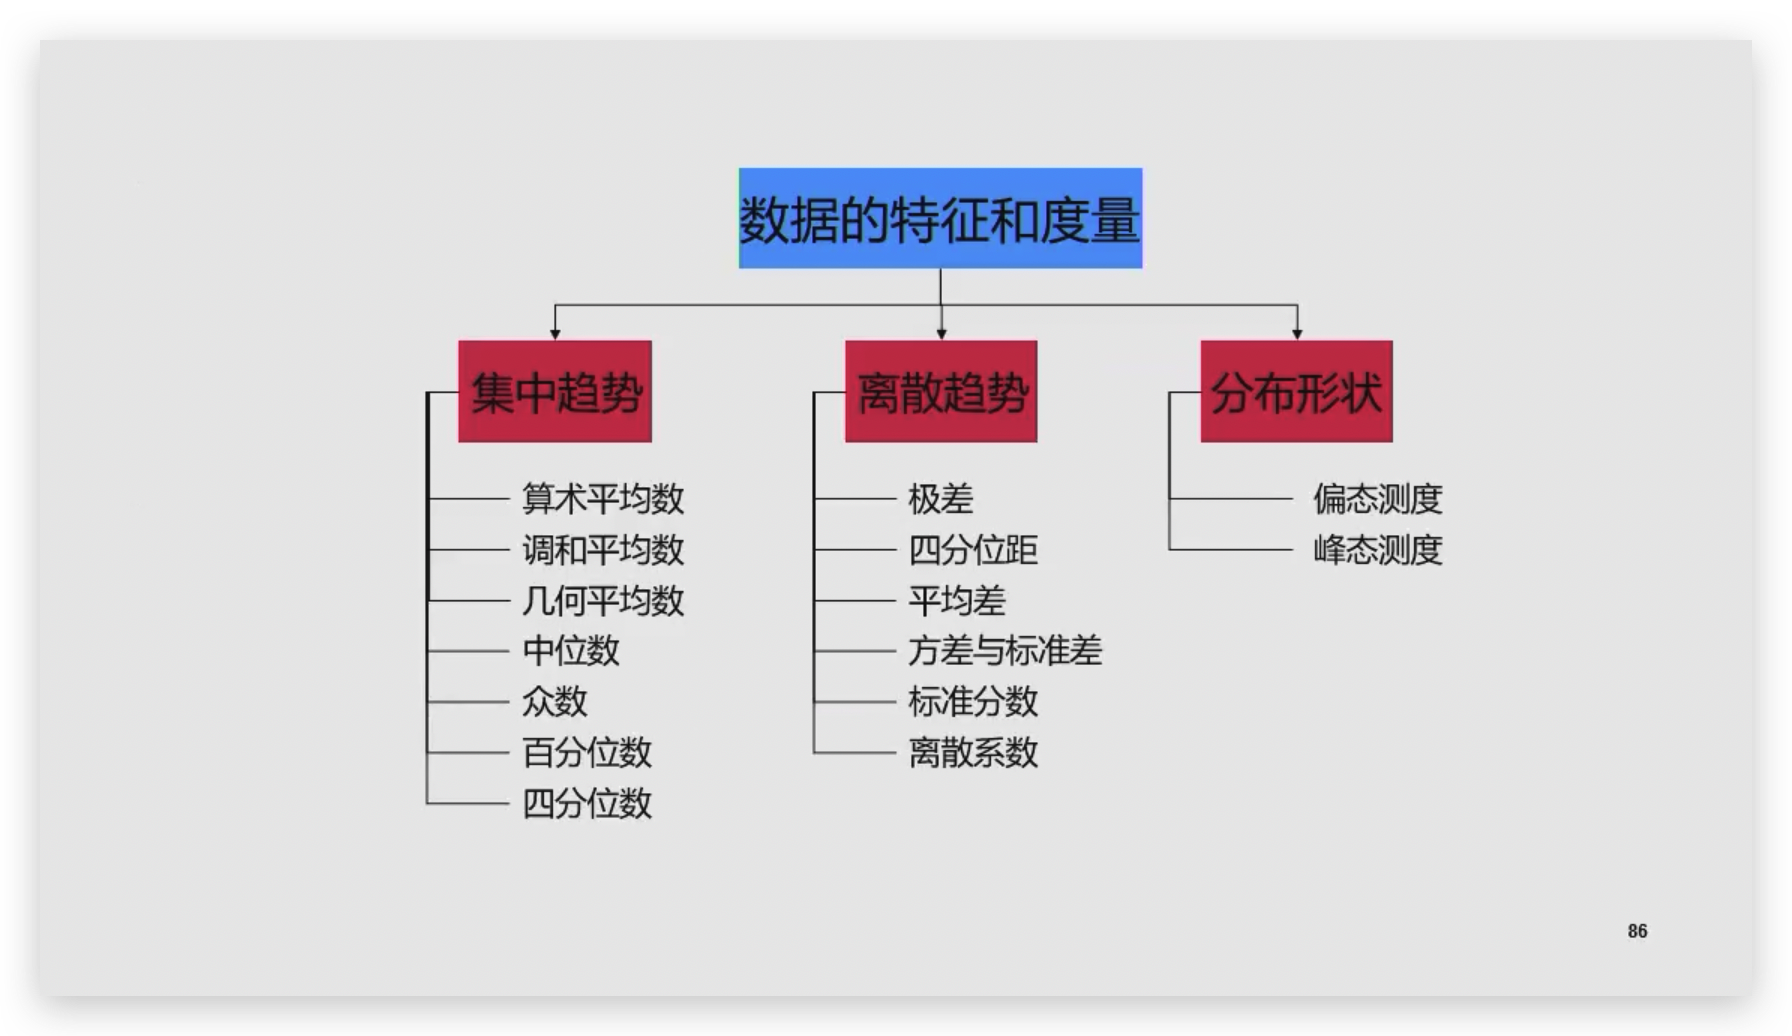 数据的特征和度量
集中趋势
离散趋势
分布形状
算术平均数
调和平均数
几何平均数
中位数
众数
百分位数
四分位数
极差
四分位距
平均差
方差与标准差
标准分数
离散系数
偏态测度
峰态测度
86